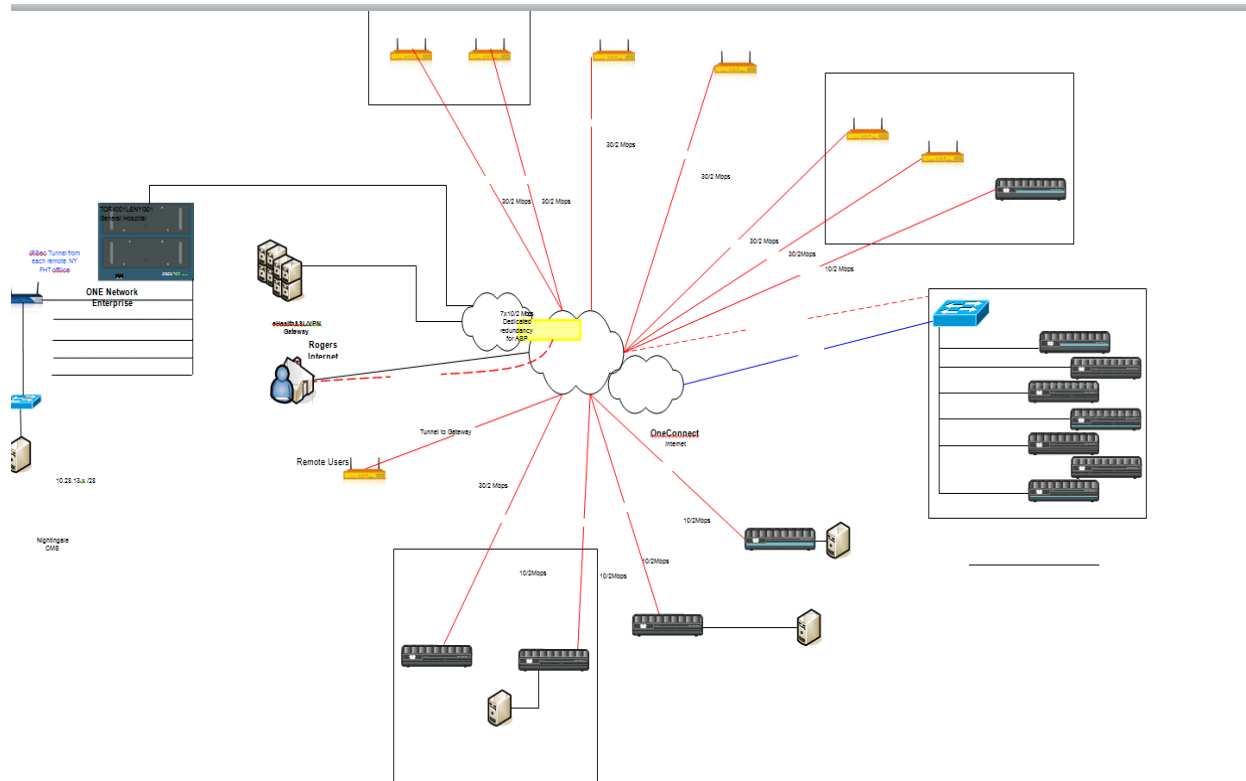 30/2 Mbps
30/2 Mbps
30/2 Mbps
30/2 Mbps
30/2 Mbps
30/2Mbps
10/2 Mbps
General Hospital
Tunnel from
each remote NY
FHT office
ONE Network
Enterprise
Gateway
Rogers
Internet
7x10/2 Mbps
Dedicated
redundancy
for ABP
OneConnect
Internet
Tunnel to Gateway
Remote Users
30/2 Mbps
10/2Mbps
10/2Mbps
10/2Mbps
10/2Mbps
Nightingale